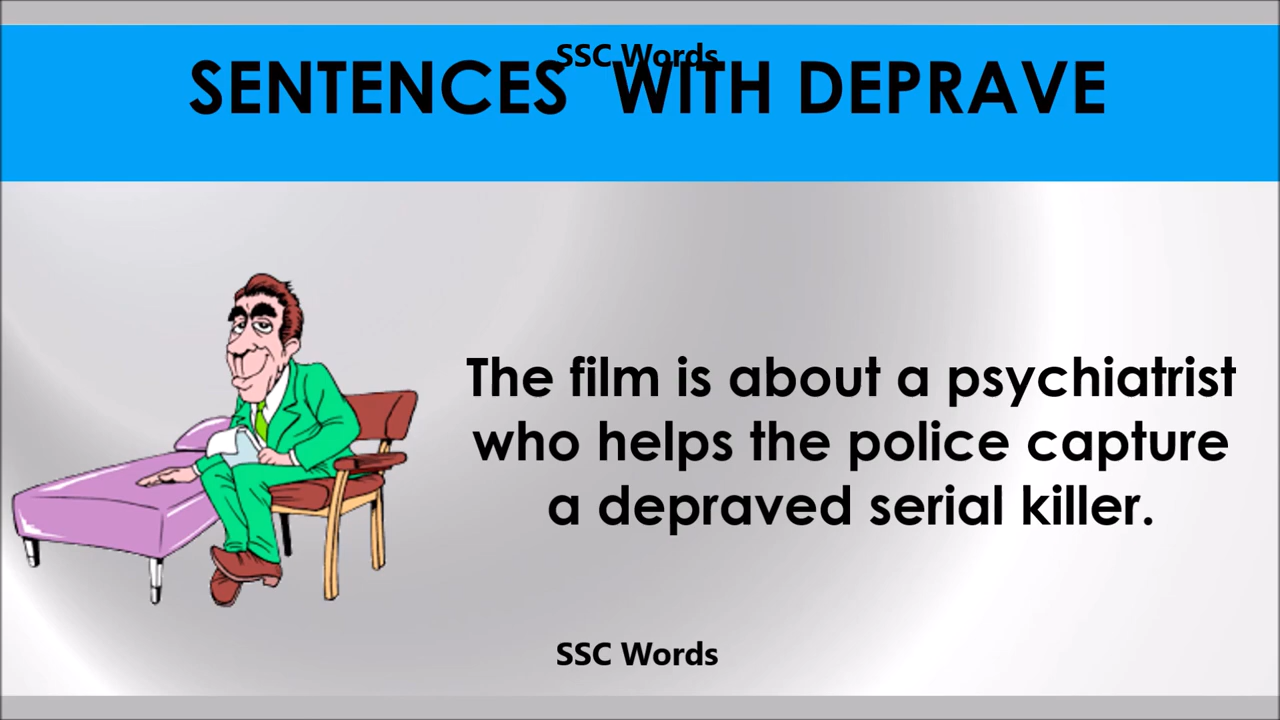 SSC Words
SENTENCES WITH DEPRAVE
The film is about a psychiatrist
who helps the police capture
a depraved serial killer.
SSC Words